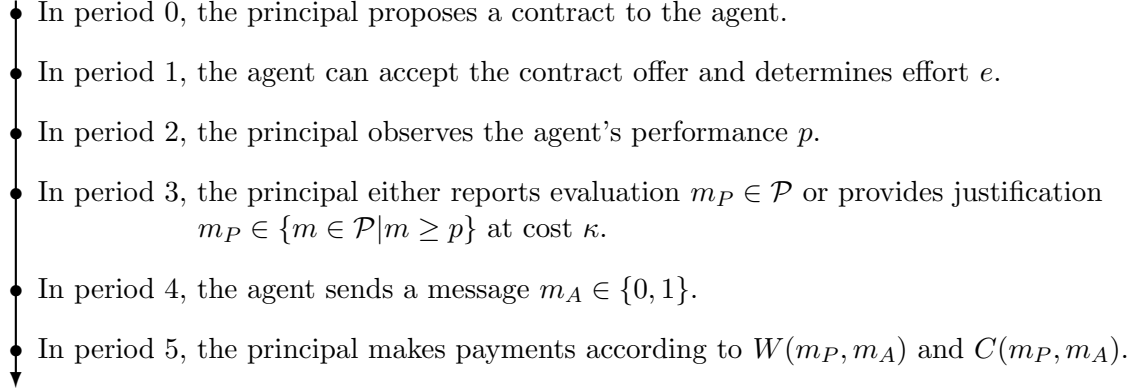 In period 0, the principal proposes a contract to the agent.
In period 1, the agent can accept the contract offer and determines effort e.
In period 2, the principal observes the agent's performance p.
In period 3, the principal either reports evaluation m_P ∈ 𝒫 or provides justification
m_P ∈ {m ∈ 𝒫|m ≥ p} at cost κ.
In period 4, the agent sends a message m_A ∈ {0, 1}.
In period 5, the principal makes payments according to W(m_P, m_A) and C(m_P, m_A).